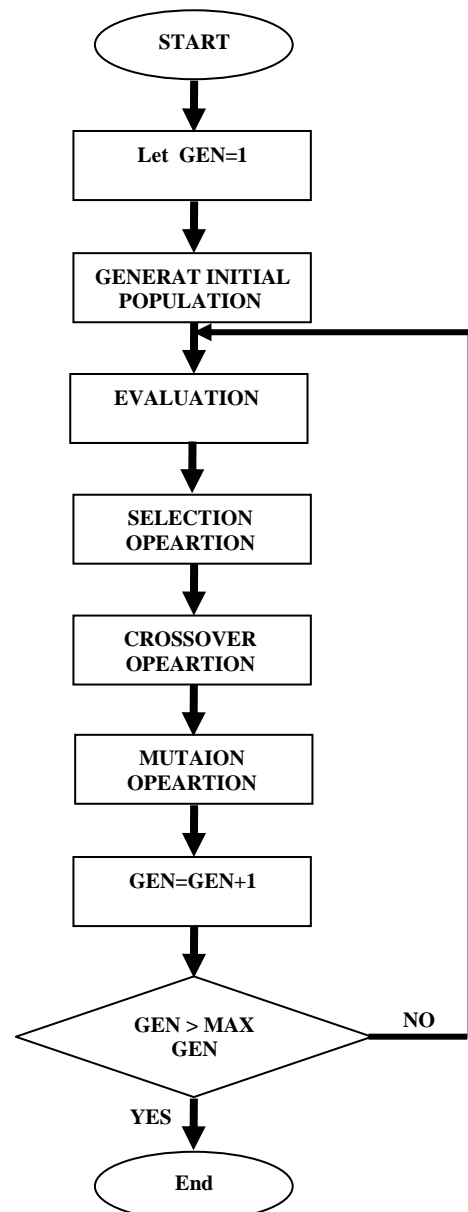 START
Let GEN=1
GENERAT INITIAL
POPULATION
EVALUATION
SELECTION
OPEARTION
CROSSOVER
OPEARTION
MUTAION
OPEARTION
GEN=GEN+1
GEN > MAX
GEN
NO
YES
End